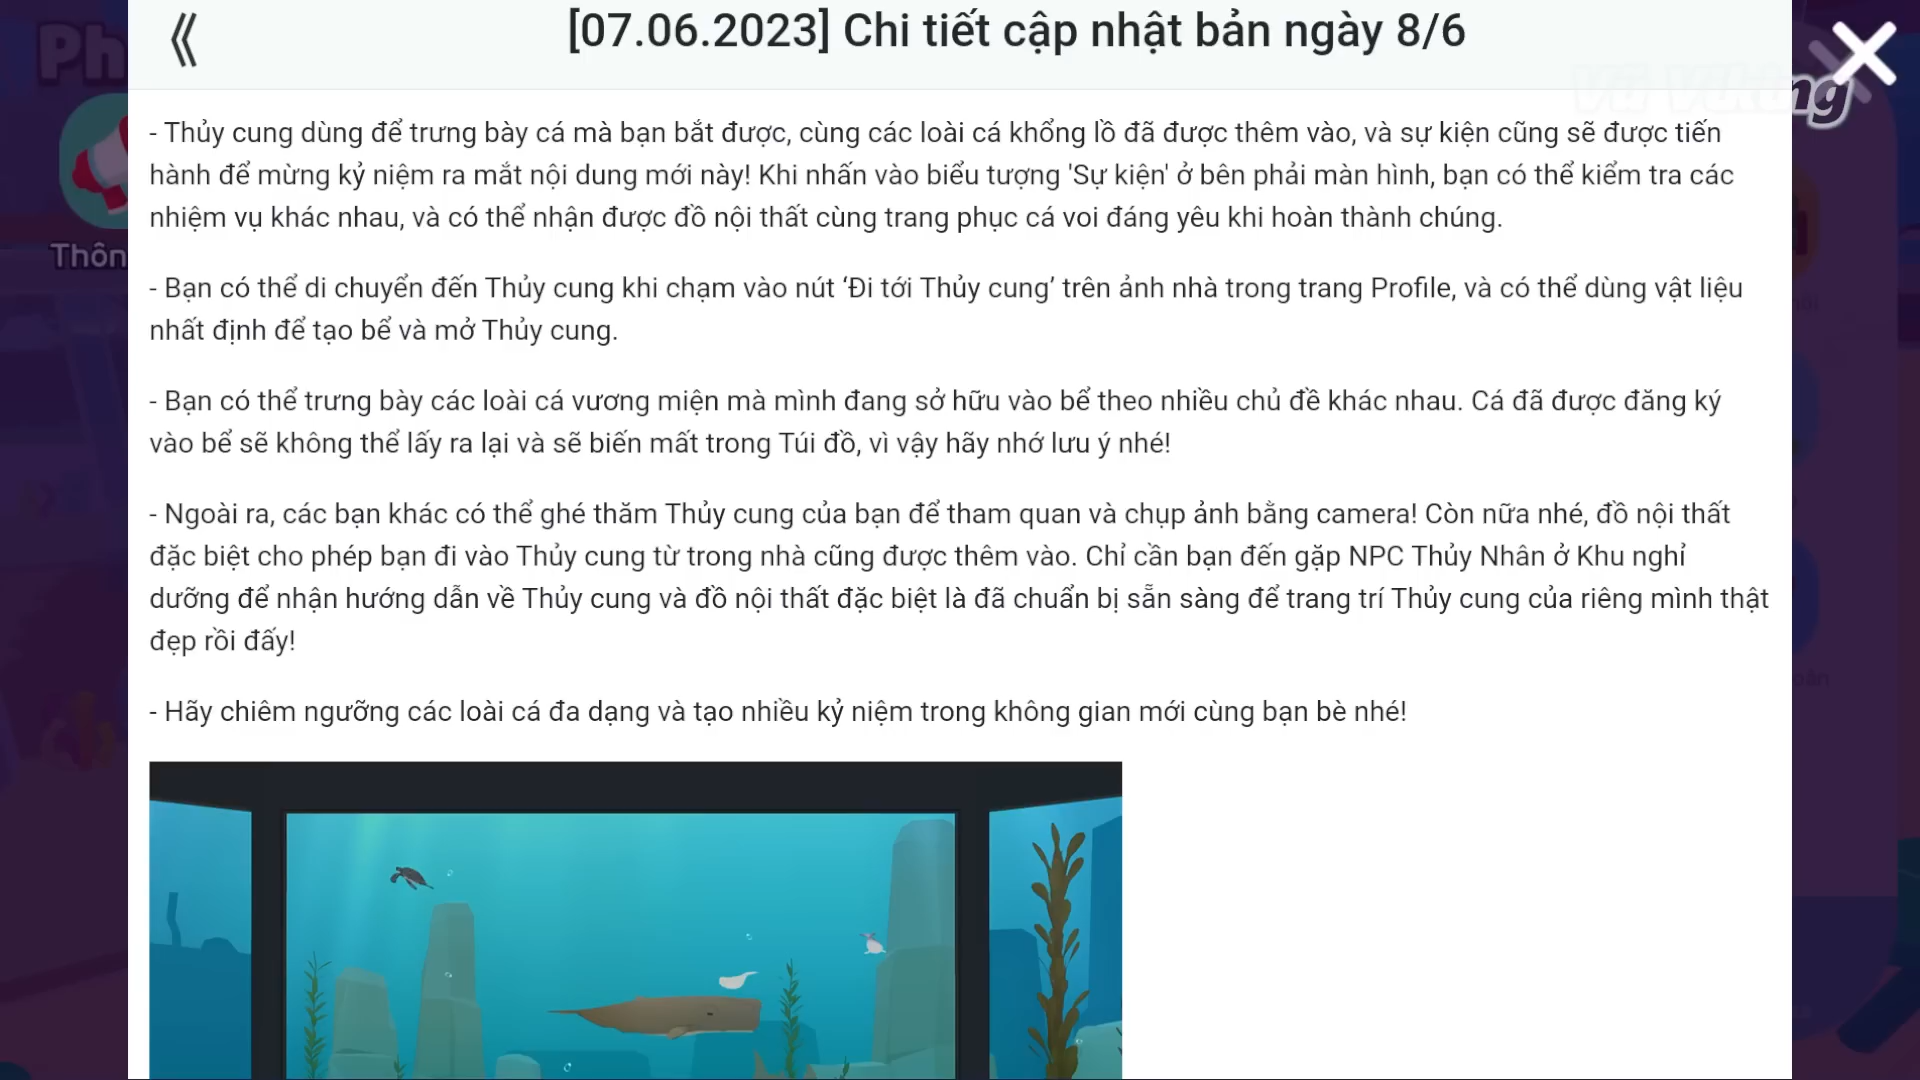 [07.06.2023] Chi tiết cập nhật bản ngày 8/6
Ph
Thôn
- Thủy cung dùng để trưng bày cá mà bạn bắt được, cùng các loài cá khổng lồ đã được thêm vào, và sự kiện cũng sẽ được tiến
hành để mừng kỷ niệm ra mắt nội dung mới này! Khi nhấn vào biểu tượng 'Sự kiện' ở bên phải màn hình, bạn có thể kiểm tra các
nhiệm vụ khác nhau, và có thể nhận được đồ nội thất cùng trang phục cá voi đáng yêu khi hoàn thành chúng.
- Bạn có thể di chuyển đến Thủy cung khi chạm vào nút ‘Đi tới Thủy cung’ trên ảnh nhà trong trang Profile, và có thể dùng vật liệu
nhất định để tạo bể và mở Thủy cung.
- Bạn có thể trưng bày các loài cá vương miện mà mình đang sở hữu vào bể theo nhiều chủ đề khác nhau. Cá đã được đăng ký
vào bể sẽ không thể lấy ra lại và sẽ biến mất trong Túi đồ, vì vậy hãy nhớ lưu ý nhé!
- Ngoài ra, các bạn khác có thể ghé thăm Thủy cung của bạn để tham quan và chụp ảnh bằng camera! Còn nữa nhé, đồ nội thất
đặc biệt cho phép bạn đi vào Thủy cung từ trong nhà cũng được thêm vào. Chỉ cần bạn đến gặp NPC Thủy Nhân ở Khu nghỉ
dưỡng để nhận hướng dẫn về Thủy cung và đồ nội thất đặc biệt là đã chuẩn bị sẵn sàng để trang trí Thủy cung của riêng mình thật
đẹp rồi đấy!
- Hãy chiêm ngưỡng các loài cá đa dạng và tạo nhiều kỷ niệm trong không gian mới cùng bạn bè nhé!